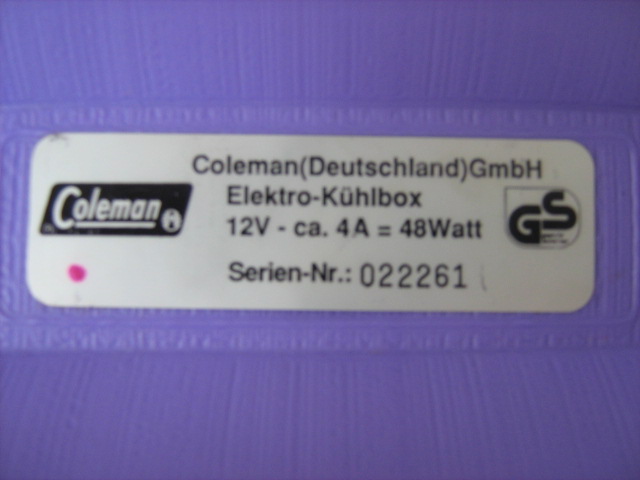 Coleman(Deutschland)GmbH
Coleman
Elektro-Kühlbox
12V - ca. 4A = 48Watt
GS
Serien-Nr.: 022261